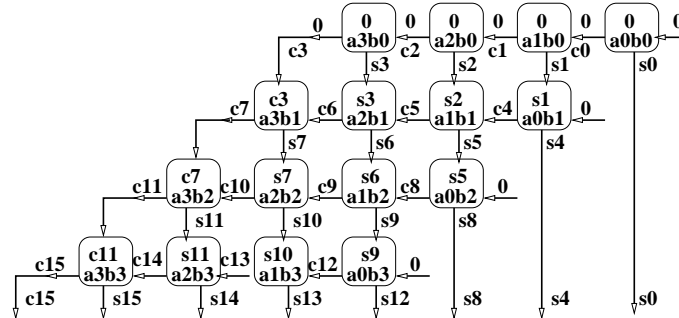 0 0 0 0 0 0 0 0 0
c3 a3b0 c2 a2b0 c1 a1b0 c0 a0b0
s3 s2 s1 s0
c7 c3 c6 s3 c5 s2 c4 s1 0
a3b1 a2b1 a1b1 a0b1
s7 s6 s5 s4
c11 c7 c10 s7 c9 s6 c8 s5 0
a3b2 a2b2 a1b2 a0b2
s11 s10 s9 s8
c15 c11 c14 s11 c13 s10 c12 s9 0
a3b3 a2b3 a1b3 a0b3
c15 s15 s14 s13 s12 s8 s4 s0